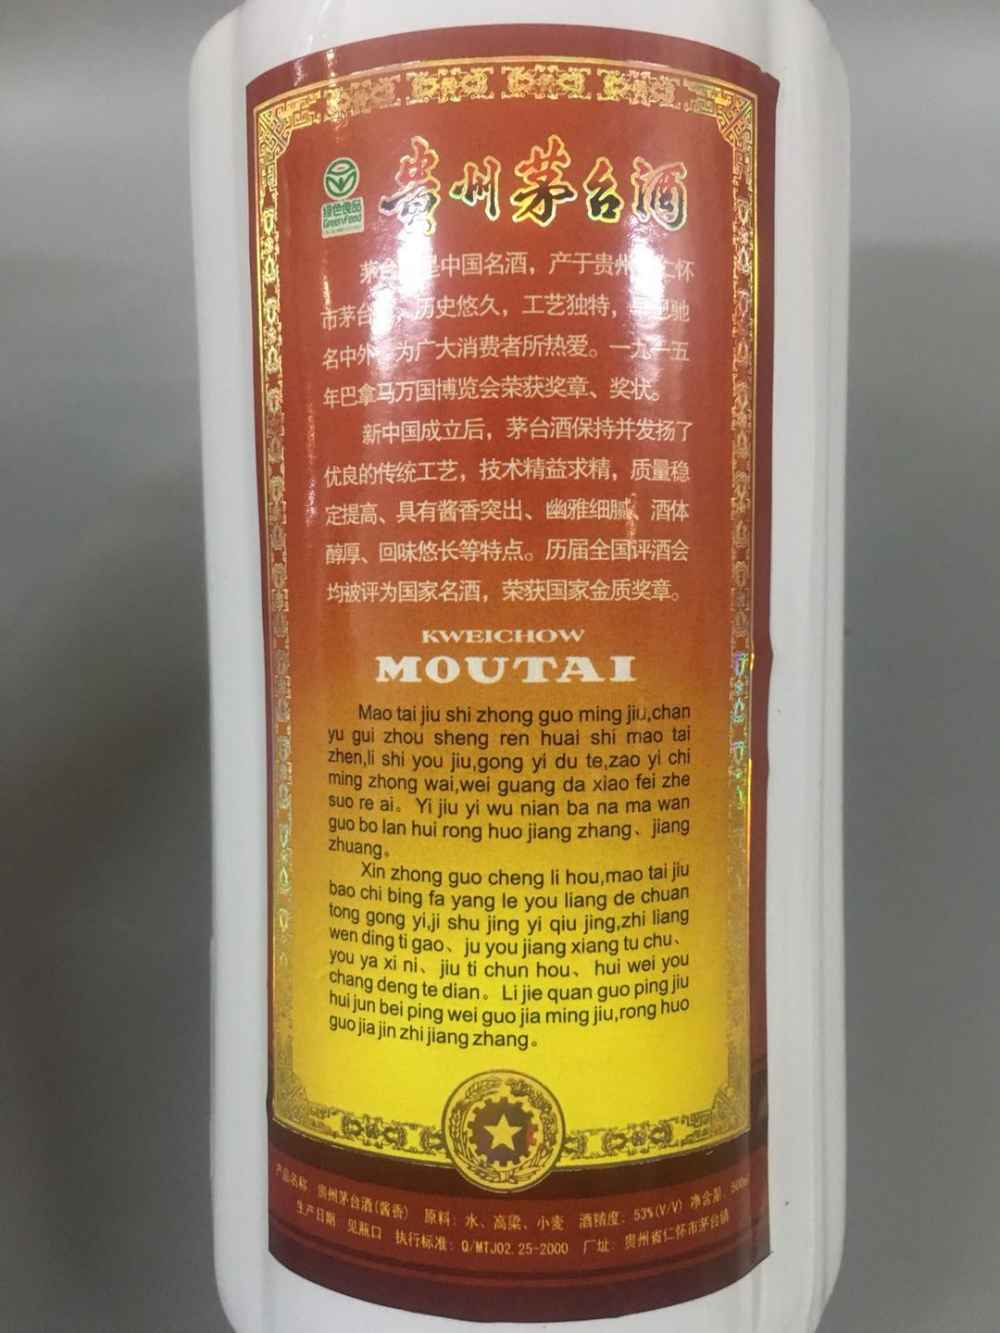 贵州茅台酒
绿色食品
GreenFood
茅台 是中国名酒，产于贵州 仁怀
市茅台 历史悠久，工艺独特， 驰
名中外 为广大消费者所热爱。一九一五
年巴拿马万国博览会荣获奖章、奖状。
新中国成立后，茅台酒保持并发扬了
优良的传统工艺，技术精益求精，质量稳
定提高、具有酱香突出、幽雅细腻、酒体
醇厚、回味悠长等特点。历届全国评酒会
均被评为国家名酒，荣获国家金质奖章。
KWEICHOW
MOUTAI
Mao tai jiu shi zhong guo ming jiu,chan
yu gui zhou sheng ren huai shi mao tai
zhen,li shi you jiu,gong yi du te,zao yi chi
ming zhong wai,wei guang da xiao fei zhe
suo re ai。Yi jiu yi wu nian ba na ma wan
guo bo lan hui rong huo jiang zhang、jiang
zhuang。
Xin zhong guo cheng li hou,mao tai jiu
bao chi bing fa yang le you liang de chuan
tong gong yi,ji shu jing yi qiu jing,zhi liang
wen ding ti gao、ju you jiang xiang tu chu、
you ya xi ni、jiu ti chun hou、hui wei you
chang deng te dian。Li jie quan guo ping jiu
hui jun bei ping wei guo jia ming jiu,rong huo
guo jia jin zhi jiang zhang。
产品名称 贵州茅台酒(酱香) 原料：水、高粱、小麦 酒精度：53%(V/V) 净含量：500ml
生产日期 见瓶口 执行标准：Q/MTJ02.25-2000 厂址：贵州省仁怀市茅台镇